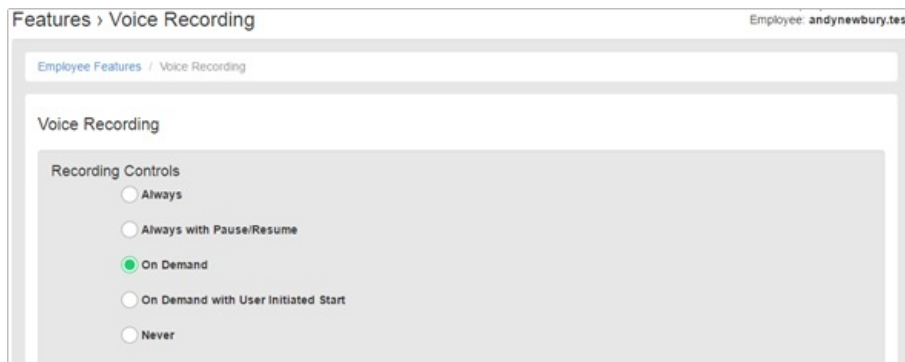 Features › Voice Recording
Employee: andynewbury.tes
Employee Features / Voice Recording
Voice Recording
Recording Controls
Always
Always with Pause/Resume
On Demand
On Demand with User Initiated Start
Never